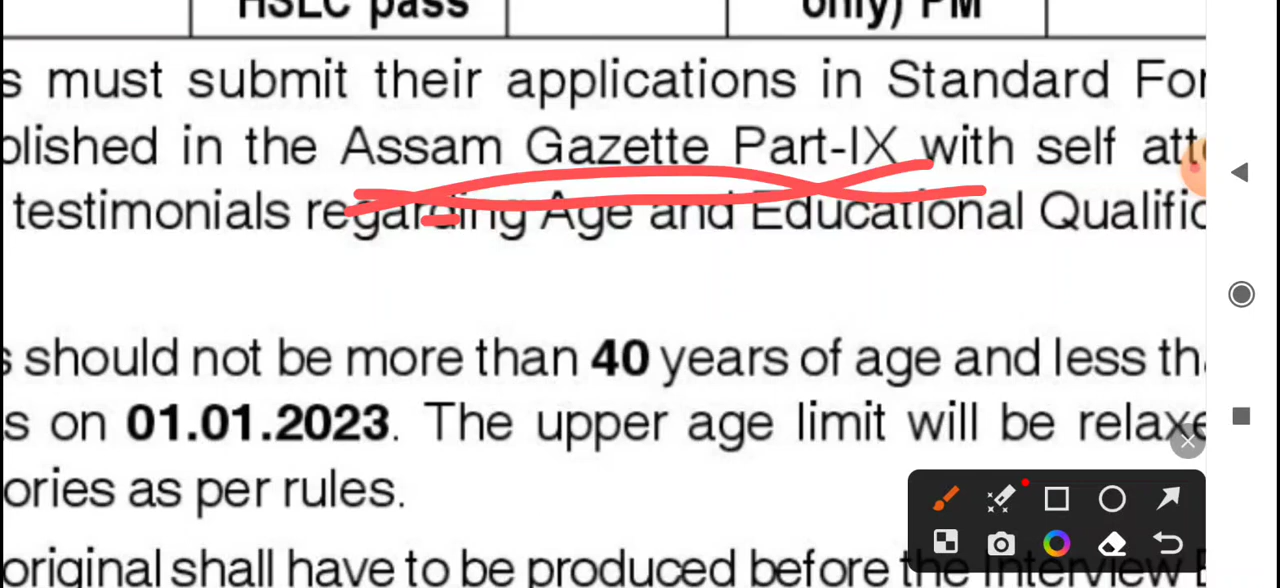 HSLC pass only) PM
s must submit their applications in Standard For
blished in the Assam Gazette Part-IX with self att
testimonials regarding Age and Educational Qualific
s should not be more than 40 years of age and less th
s on 01.01.2023. The upper age limit will be relaxe
ories as per rules.
original shall have to be produced before the Interview